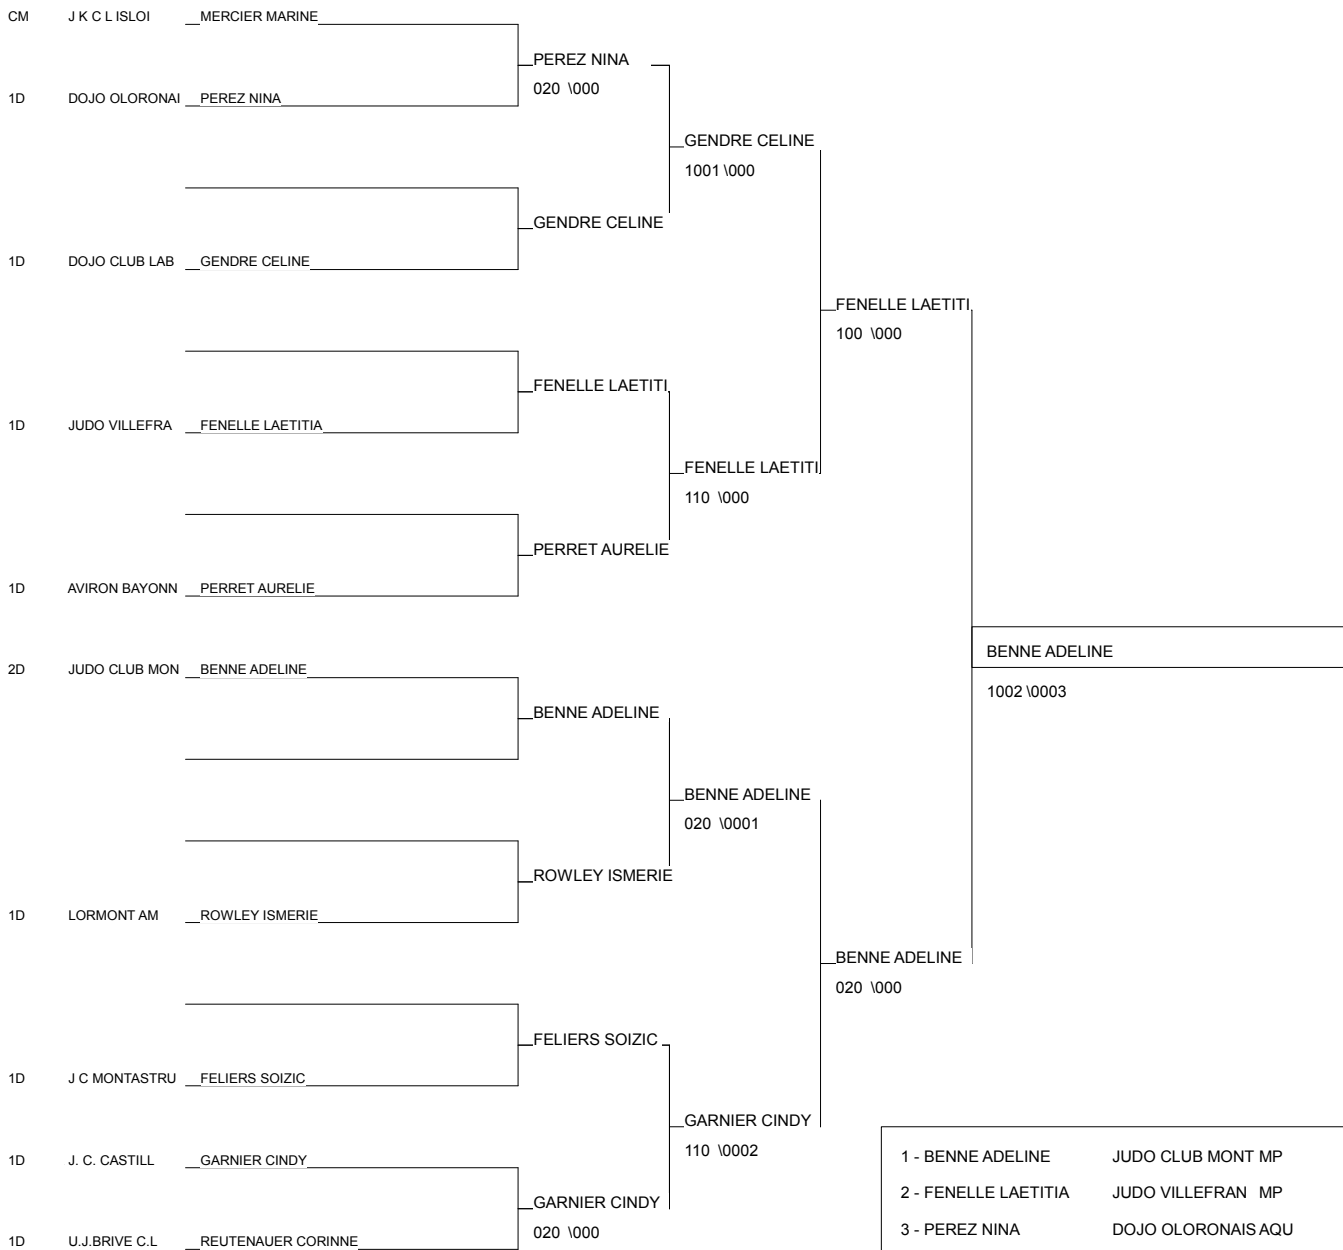 CM J K C L ISLOI MERCIER MARINE
PEREZ NINA
020 \000
1D DOJO OLORONAI PEREZ NINA
GENDRE CELINE
1001 \000
GENDRE CELINE
1D DOJO CLUB LAB GENDRE CELINE
FENELLE LAETITI
100 \000
FENELLE LAETITI
1D JUDO VILLEFRA FENELLE LAETITIA
FENELLE LAETITI
110 \000
PERRET AURELIE
1D AVIRON BAYONN PERRET AURELIE
BENNE ADELINE
1002 \0003
2D JUDO CLUB MON BENNE ADELINE
BENNE ADELINE
BENNE ADELINE
020 \0001
ROWLEY ISMERIE
1D LORMONT AM ROWLEY ISMERIE
BENNE ADELINE
020 \000
FELIERS SOIZIC
1D J C MONTASTRU FELIERS SOIZIC
GARNIER CINDY
110 \0002
1D J. C. CASTILL GARNIER CINDY
GARNIER CINDY
020 \000
1D U.J.BRIVE C.L REUTENAUER CORINNE
1 - BENNE ADELINE JUDO CLUB MONT MP
2 - FENELLE LAETITIA JUDO VILLEFRAN MP
3 - PEREZ NINA DOJO OLORONAIS AQU